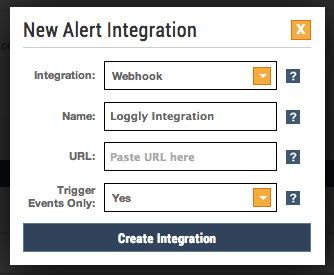 New Alert Integration
X
Integration:
Webhook
?
Name:
Loggly Integration
?
URL:
Paste URL here
?
Trigger
Events Only:
Yes
?
Create Integration